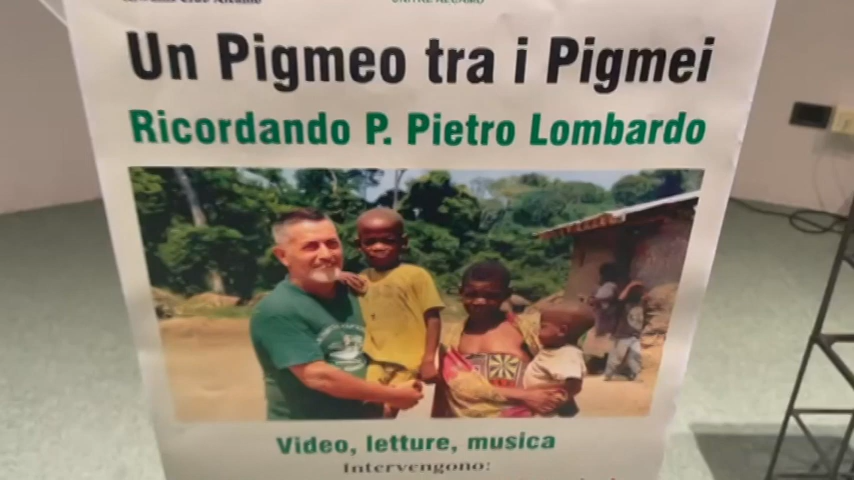 Un Pigmeo tra i Pigmei
Ricordando P. Pietro Lombardo
Video, letture, musica
Intervengono: